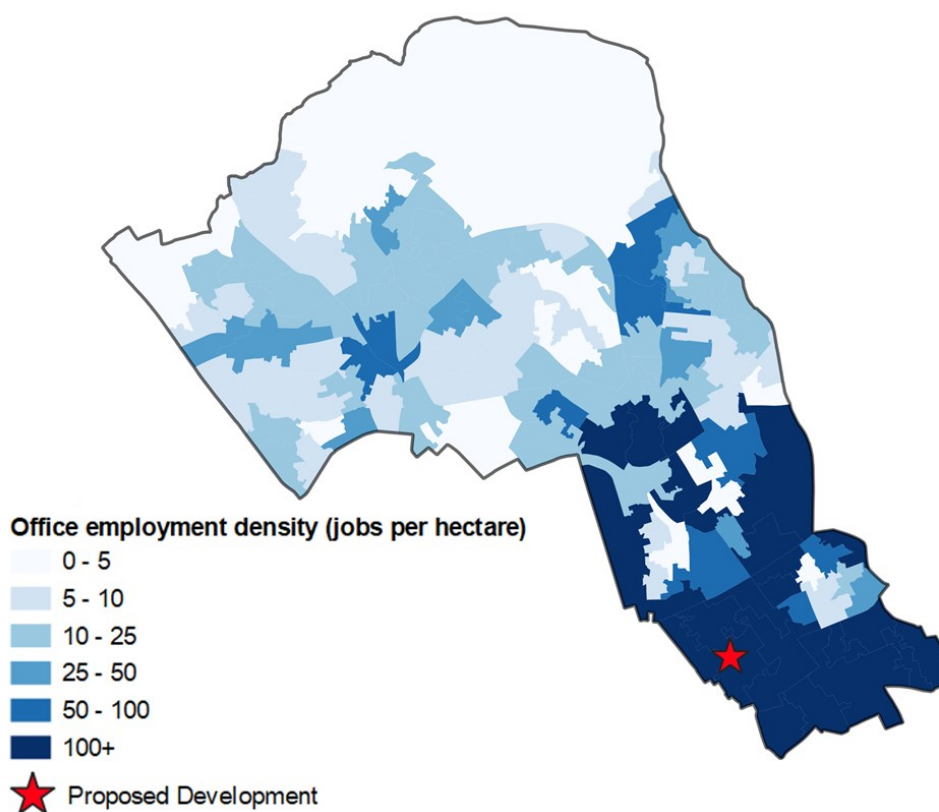 Office employment density (jobs per hectare)
0 - 5
5 - 10
10 - 25
25 - 50
50 - 100
100+
Proposed Development